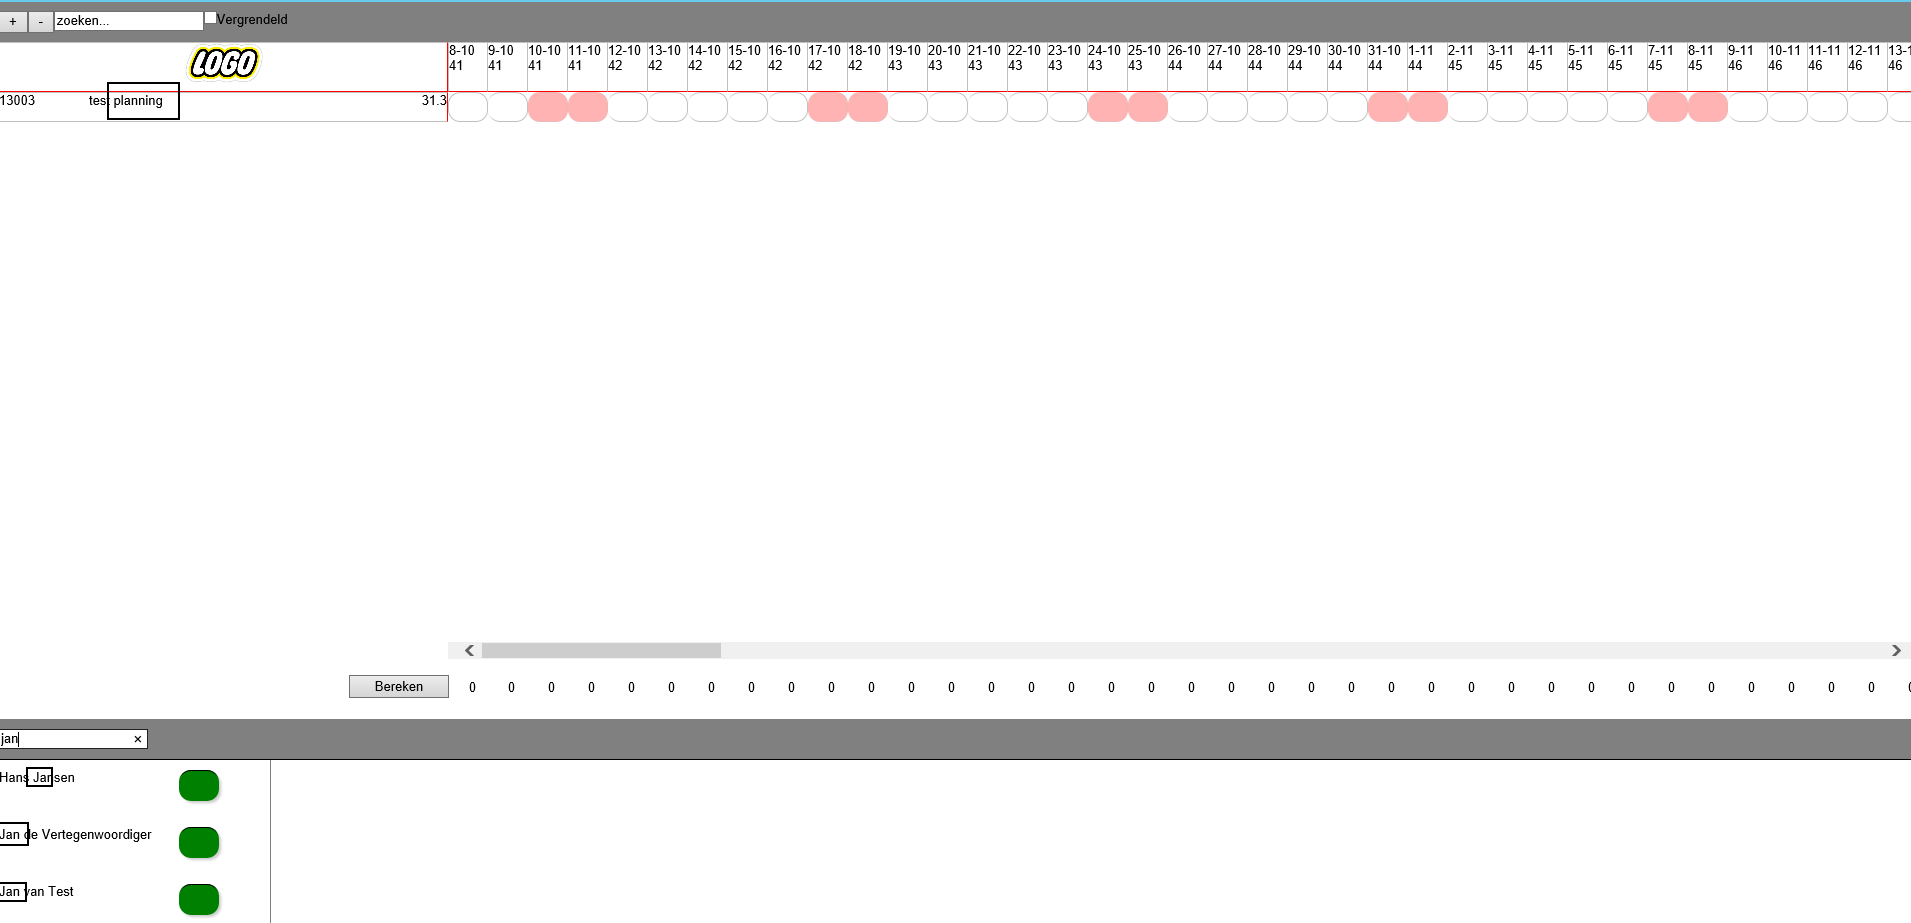 + - zoeken... Vergrendeld
LOGO
8-10 9-10 10-10 11-10 12-10 13-10 14-10 15-10 16-10 17-10 18-10 19-10 20-10 21-10 22-10 23-10 24-10 25-10 26-10 27-10 28-10 29-10 30-10 31-10 1-11 2-11 3-11 4-11 5-11 6-11 7-11 8-11 9-11 10-11 11-11 12-11 13-1
41 41 41 41 42 42 42 42 42 42 42 43 43 43 43 43 43 43 44 44 44 44 44 44 44 45 45 45 45 45 45 45 46 46 46 46 46
13003 test planning 31.3
Bereken 0 0 0 0 0 0 0 0 0 0 0 0 0 0 0 0 0 0 0 0 0 0 0 0 0 0 0 0 0 0 0 0 0 0 0 0 0
jan ×
Hans Jansen
Jan de Vertegenwoordiger
Jan van Test